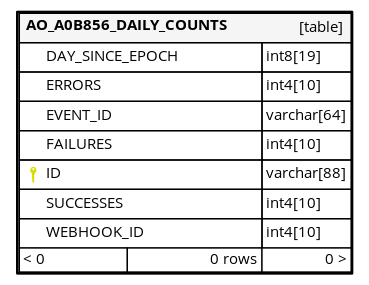 AO_A0B856_DAILY_COUNTS [table]
DAY_SINCE_EPOCH int8[19]
ERRORS int4[10]
EVENT_ID varchar[64]
FAILURES int4[10]
ID varchar[88]
SUCCESSES int4[10]
WEBHOOK_ID int4[10]
< 0 0 rows 0 >